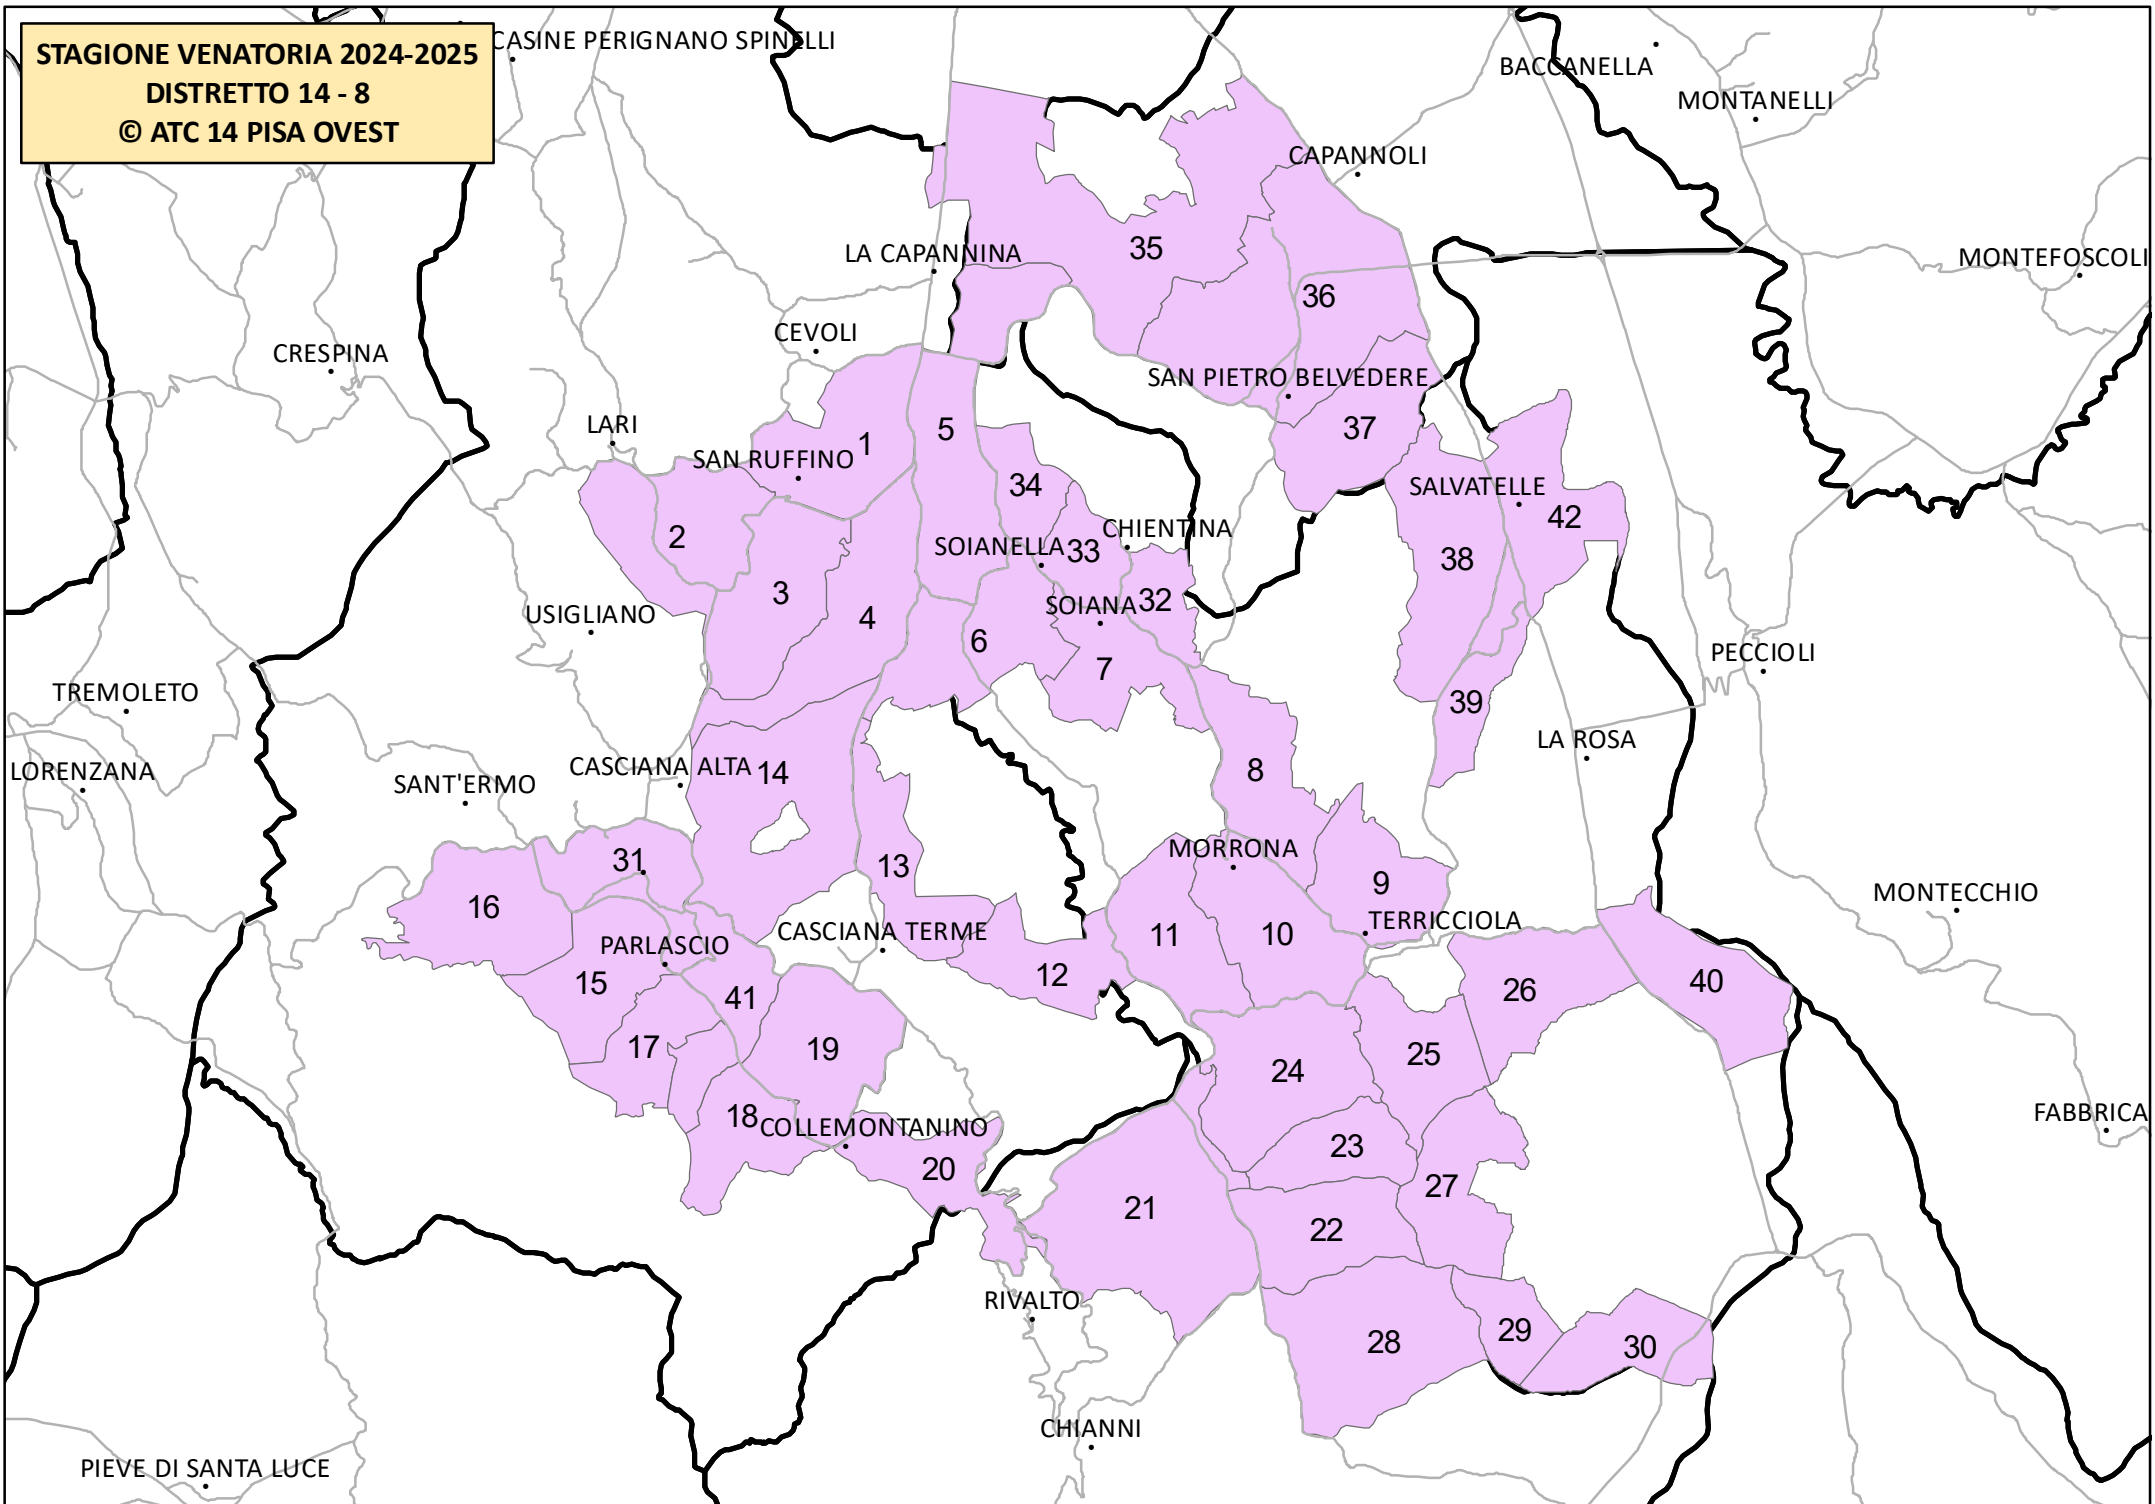 STAGIONE VENATORIA 2024-2025
DISTRETTO 14 - 8
© ATC 14 PISA OVEST
CASINE PERIGNANO SPINELLI
BACCANELLA
MONTANELLI
CAPANNOLI
LA CAPANNINA
35
MONTEFOSCOLI
36
CEVOLI
CRESPINA
SAN PIETRO BELVEDERE
LARI
1
5
37
SAN RUFFINO
34
SALVATELLE
42
2
CHIENTINA
SOIANELLA
33
38
3
4
USIGLIANO
SOIANA
32
6
7
PECCIOLI
TREMOLETO
39
LA ROSA
LORENZANA
SANT'ERMO
CASCIANA ALTA
14
8
31
13
MORRONA
9
16
MONTECCHIO
CASCIANA TERME
11
10
TERRICCIOLA
PARLASCIO
15
41
12
26
40
17
19
24
25
18
COLLEMONTANINO
FABBRICA
20
23
21
27
22
RIVALTO
28
29
30
CHIANNI
PIEVE DI SANTA LUCE